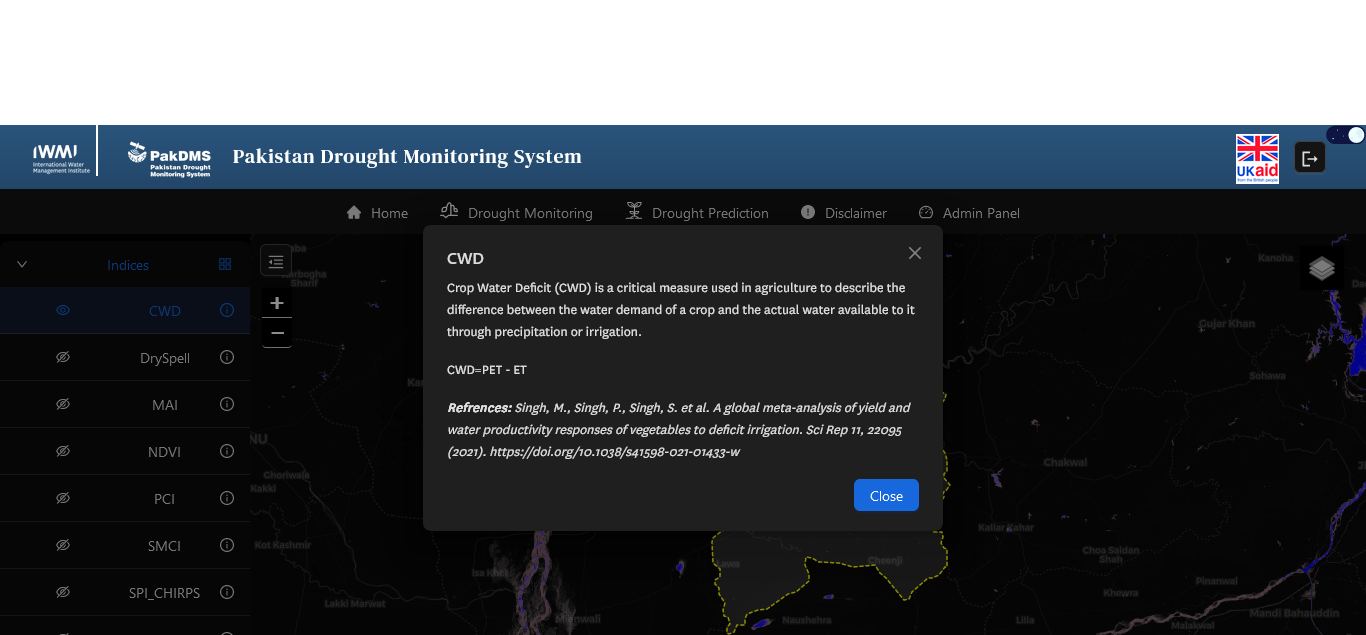 IWMI
International Water
Management Institute
PakDMS
Pakistan Drought
Monitoring System
Pakistan Drought Monitoring System
UKaid
from the British people
Home
Drought Monitoring
Drought Prediction
Disclaimer
Admin Panel
Indices
CWD
DrySpell
MAI
NDVI
PCI
SMCI
SPI_CHIRPS
+
−
CWD
Crop Water Deficit (CWD) is a critical measure used in agriculture to describe the
difference between the water demand of a crop and the actual water available to it
through precipitation or irrigation.
CWD=PET - ET
Refrences: Singh, M., Singh, P., Singh, S. et al. A global meta-analysis of yield and
water productivity responses of vegetables to deficit irrigation. Sci Rep 11, 22095
(2021). https://doi.org/10.1038/s41598-021-01433-w
Close
Sharif
Kanoha
Gujar Khan
Sohawa
Ghoriwala
Kakki
Chakwal
Kot Kashmir
Kallar Kahar
Choa Saidan
Shah
Lawa
Cheenji
Isa Khel
Pinanwal
Khewra
Lakki Marwat
Mianwali
Naushahra
Lilla
Malakwal
Mandi Bahauddin